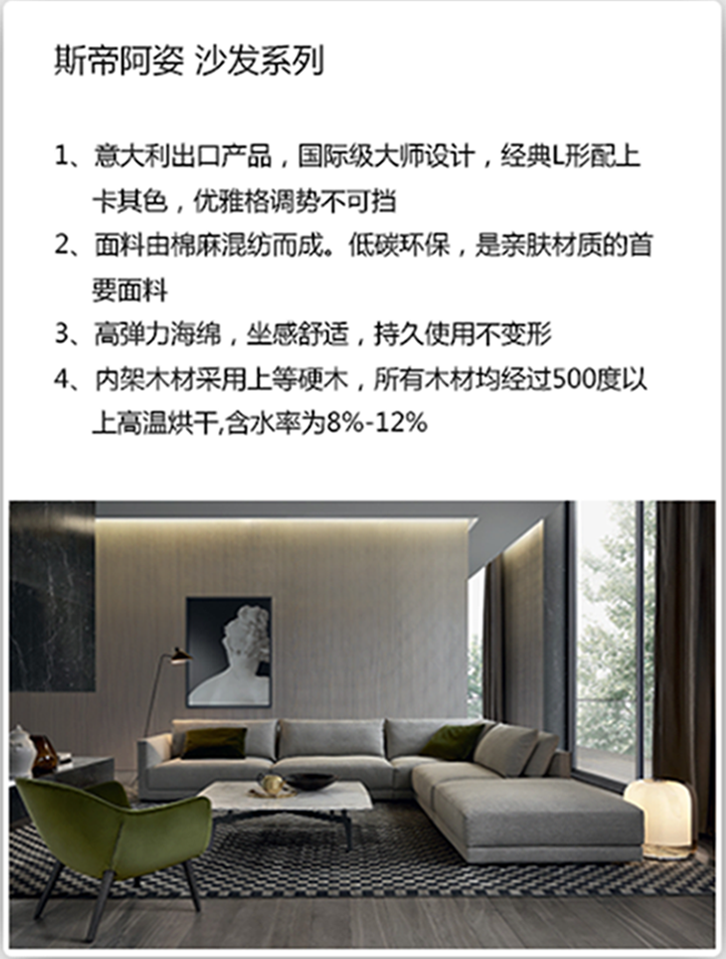 斯帝阿姿 沙发系列
1、意大利出口产品，国际级大师设计，经典L形配上
卡其色，优雅格调势不可挡
2、面料由棉麻混纺而成。低碳环保，是亲肤材质的首
要面料
3、高弹力海绵，坐感舒适，持久使用不变形
4、内架木材采用上等硬木，所有木材均经过500度以
上高温烘干,含水率为8%-12%